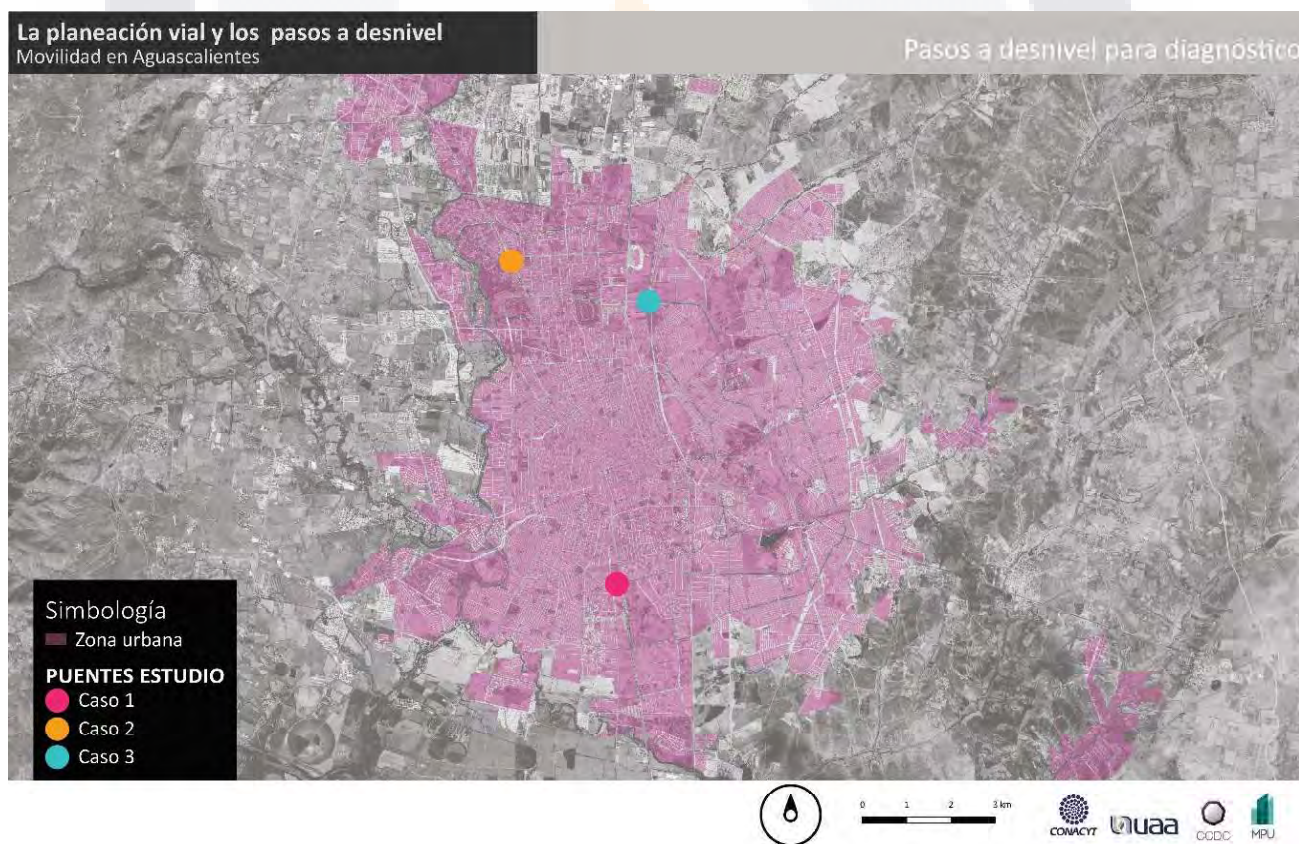 La planeación vial y los pasos a desnivel
Movilidad en Aguascalientes
Pasos a desnivel para diagnóstico
Simbología
Zona urbana
PUENTES ESTUDIO
Caso 1
Caso 2
Caso 3
0 1 2 3 km
CONACYT uaa CCDC MPU